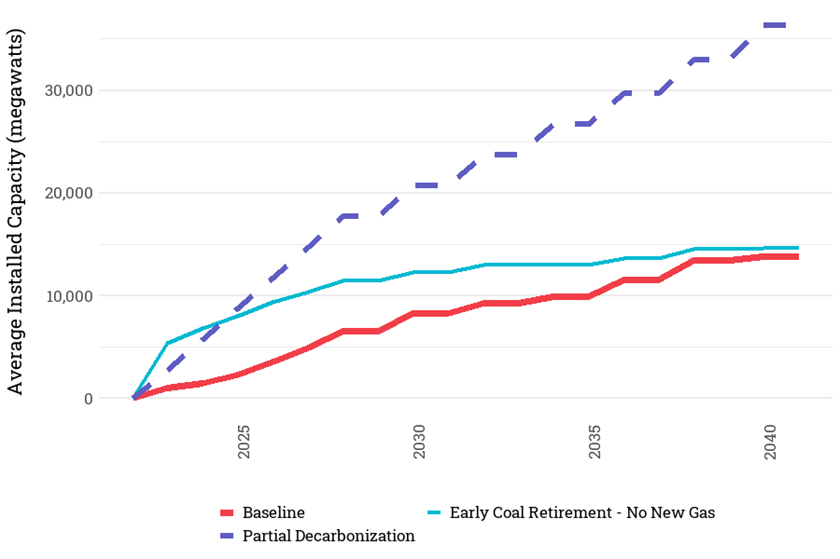 Average Installed Capacity (megawatts)
30,000
20,000
10,000
0
2025
2030
2035
2040
Baseline
Early Coal Retirement - No New Gas
Partial Decarbonization